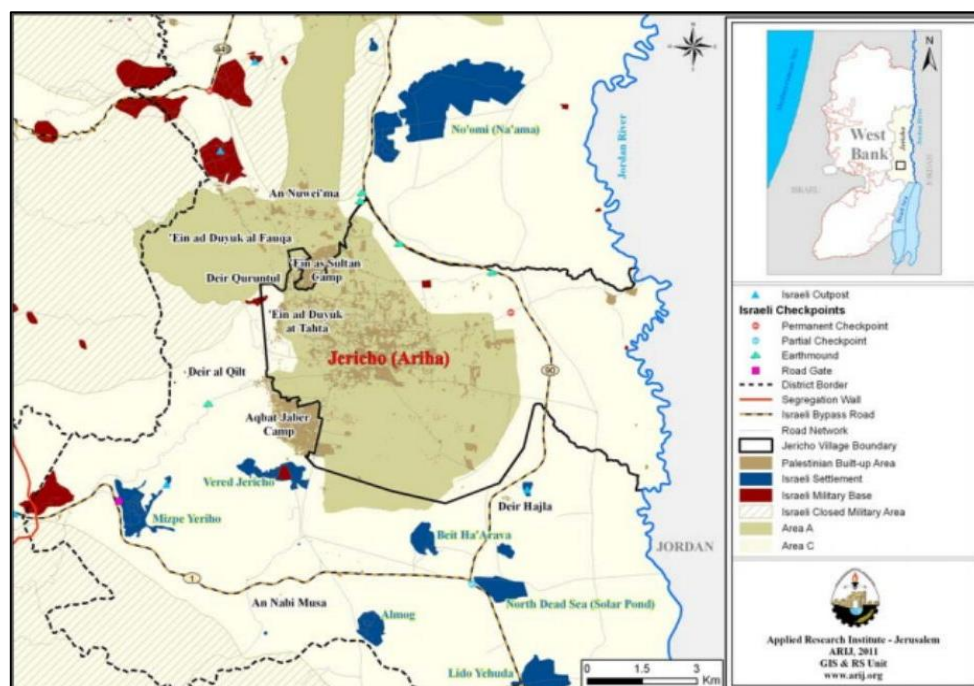 449
No'omi (Na'ama)
Jordan River
An Nuwei'ma
'Ein ad Duyuk al Fauqa
'Ein as Sultan
Camp
Deir Quruntul
'Ein ad Duyuk
at Tahta
Jericho (Ariha)
Deir al Qilt
90
Aqbat Jaber
Camp
Vered Jericho
Mizpe Yeriho
Deir Hajla
Beit Ha'Arava
JORDAN
1
North Dead Sea (Solar Pond)
An Nabi Musa
Almog
Lido Yehuda
0 1.5 3
Km
N
Mediterranean Sea
West
Bank
Jericho
Jordan River
ISRAEL
JORDAN
Dead Sea
Israeli Outpost
Israeli Checkpoints
Permanent Checkpoint
Partial Checkpoint
Earthmound
Road Gate
District Border
Segregation Wall
Israeli Bypass Road
Road Network
Jericho Village Boundary
Palestinian Built-up Area
Israeli Settlement
Israeli Military Base
Israeli Closed Military Area
Area A
Area C
Applied Research Institute - Jerusalem
ARIJ, 2011
GIS & RS Unit
www.arij.org